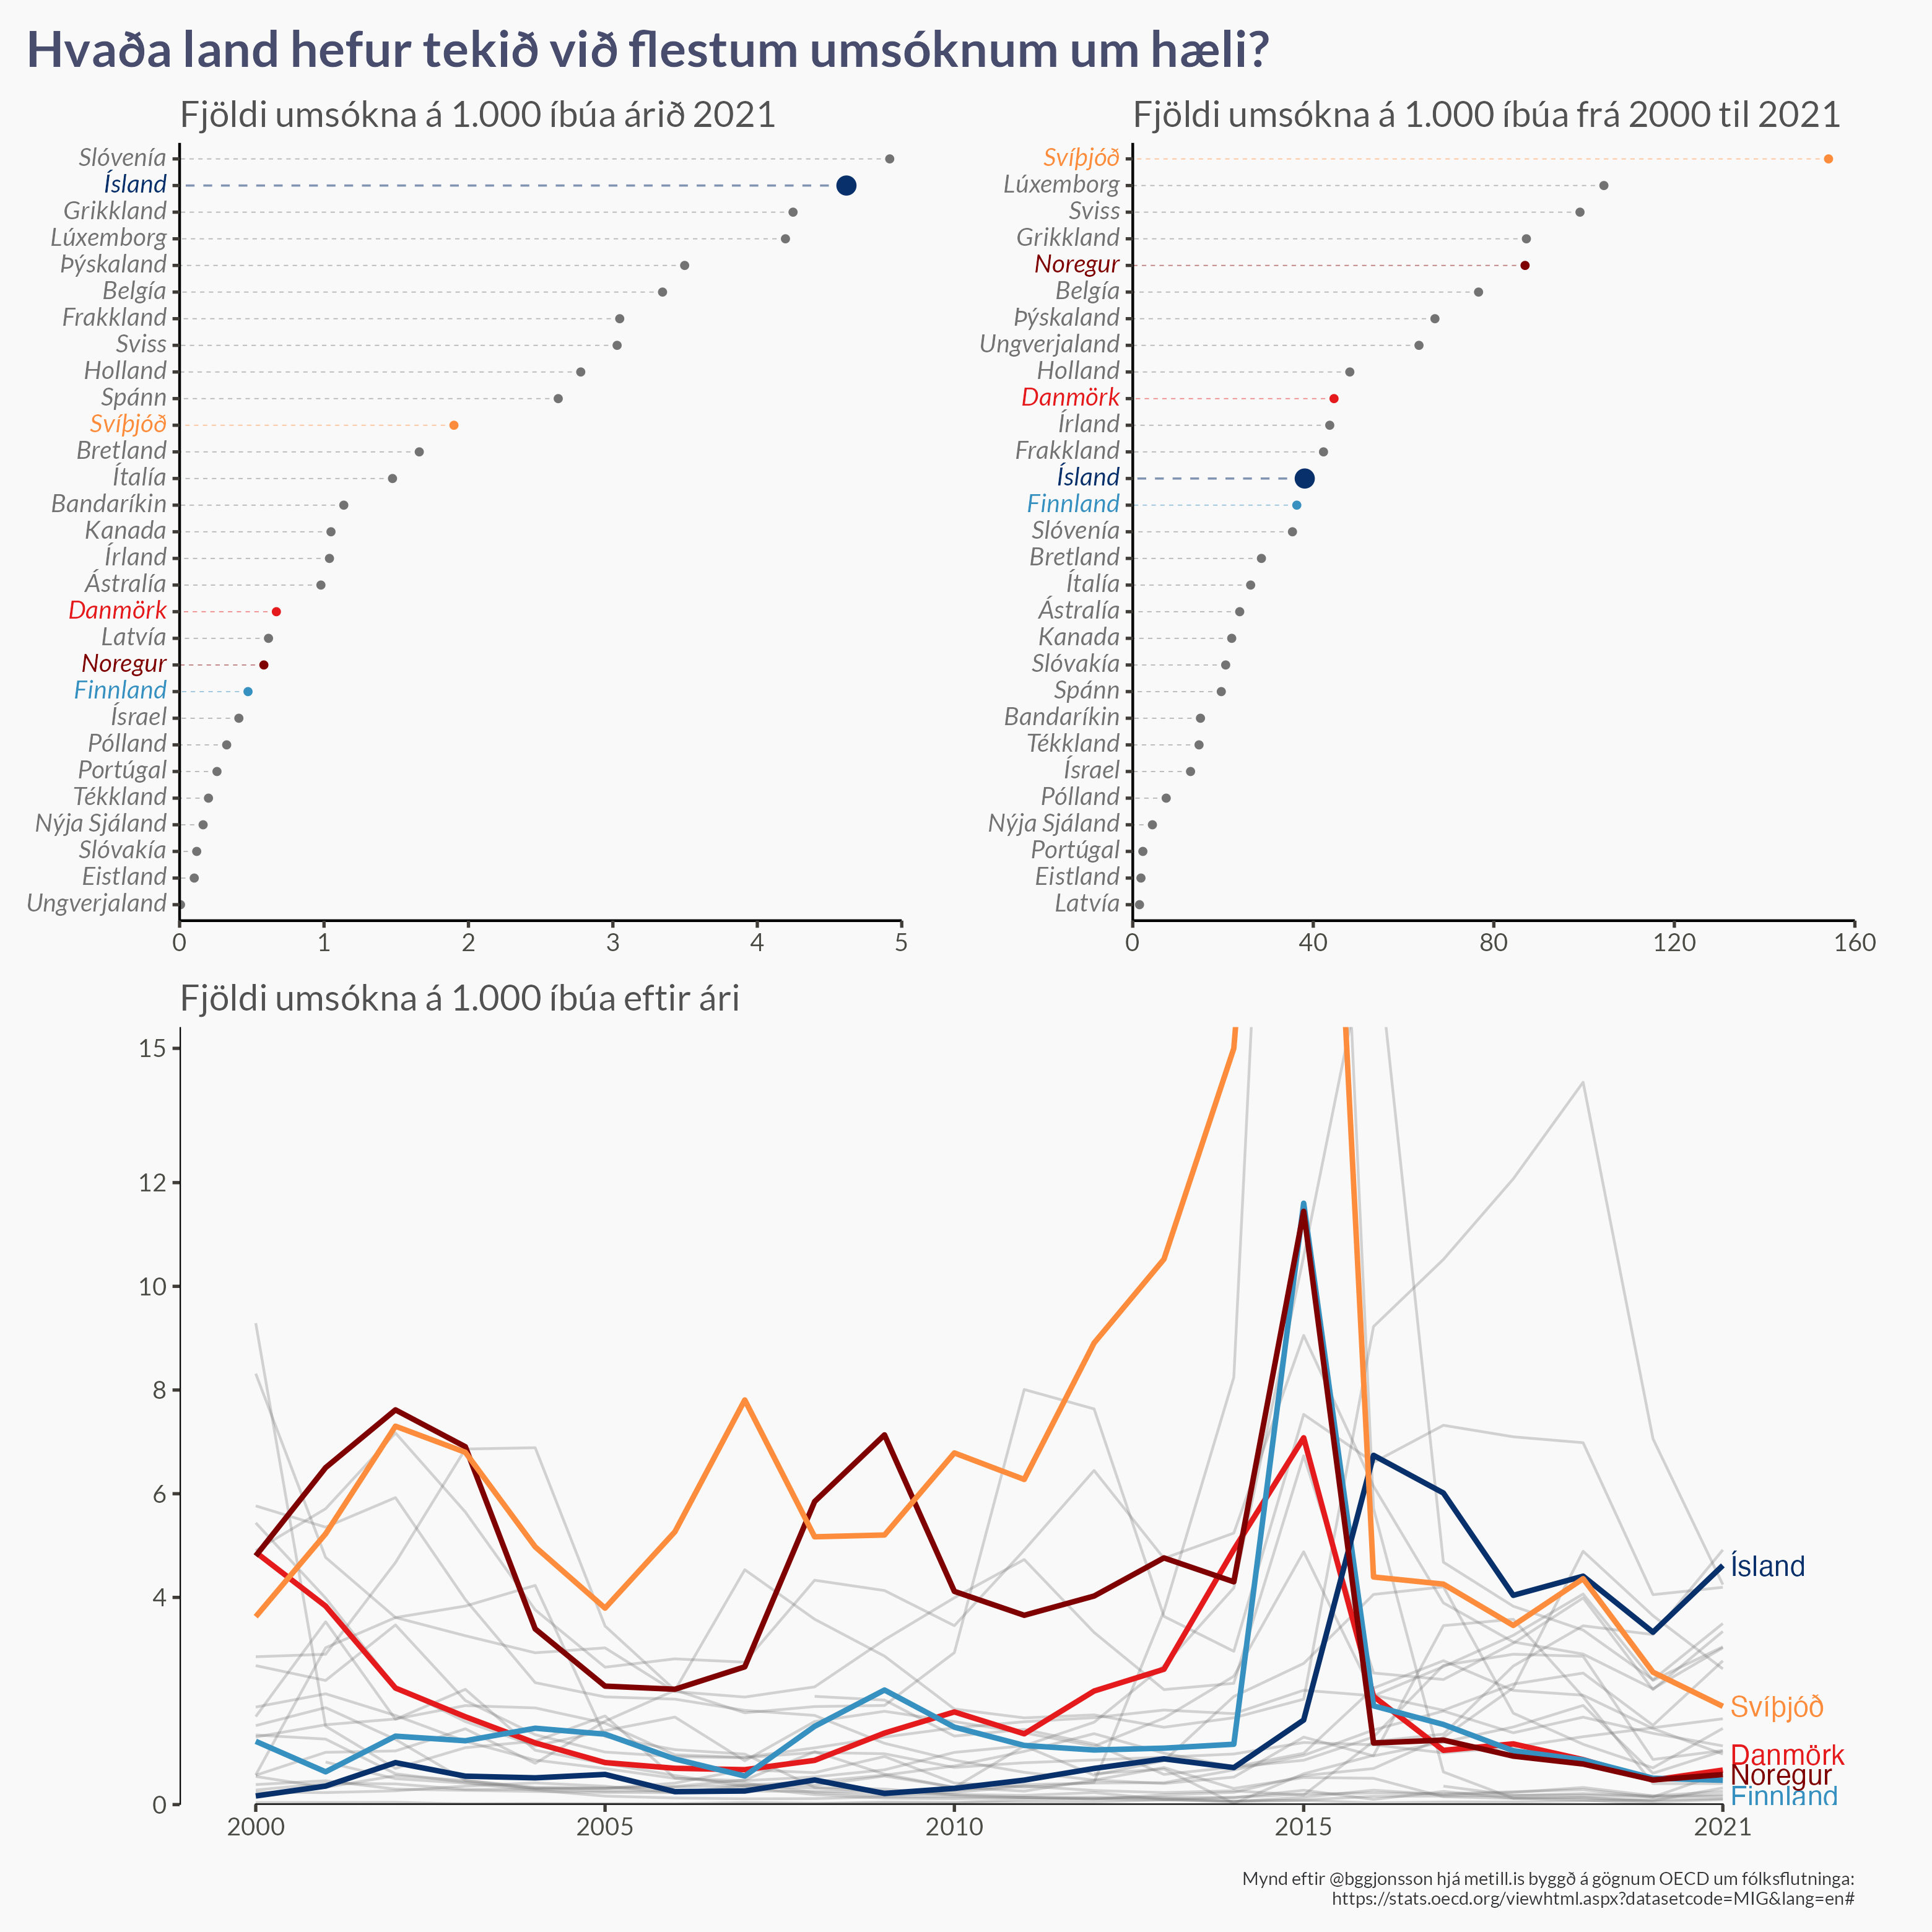 Hvaða land hefur tekið við flestum umsóknum um hæli?
Fjöldi umsókna á 1.000 íbúa árið 2021
Slóvenía
Ísland
Grikkland
Lúxemborg
Þýskaland
Belgía
Frakkland
Sviss
Holland
Spánn
Svíþjóð
Bretland
Ítalía
Bandaríkin
Kanada
Írland
Ástralía
Danmörk
Latvía
Noregur
Finnland
Ísrael
Pólland
Portúgal
Tékkland
Nýja Sjáland
Slóvakía
Eistland
Ungverjaland
0 1 2 3 4 5
Fjöldi umsókna á 1.000 íbúa frá 2000 til 2021
Svíþjóð
Lúxemborg
Sviss
Grikkland
Noregur
Belgía
Þýskaland
Ungverjaland
Holland
Danmörk
Írland
Frakkland
Ísland
Finnland
Slóvenía
Bretland
Ítalía
Ástralía
Kanada
Slóvakía
Spánn
Bandaríkin
Tékkland
Ísrael
Pólland
Nýja Sjáland
Portúgal
Eistland
Latvía
0 40 80 120 160
Fjöldi umsókna á 1.000 íbúa eftir ári
15
12
10
8
6
4
0
Ísland
Svíþjóð
Danmörk
Noregur
Finnland
2000 2005 2010 2015 2021
Mynd eftir @bggjonsson hjá metill.is byggð á gögnum OECD um fólksflutninga:
https://stats.oecd.org/viewhtml.aspx?datasetcode=MIG&lang=en#